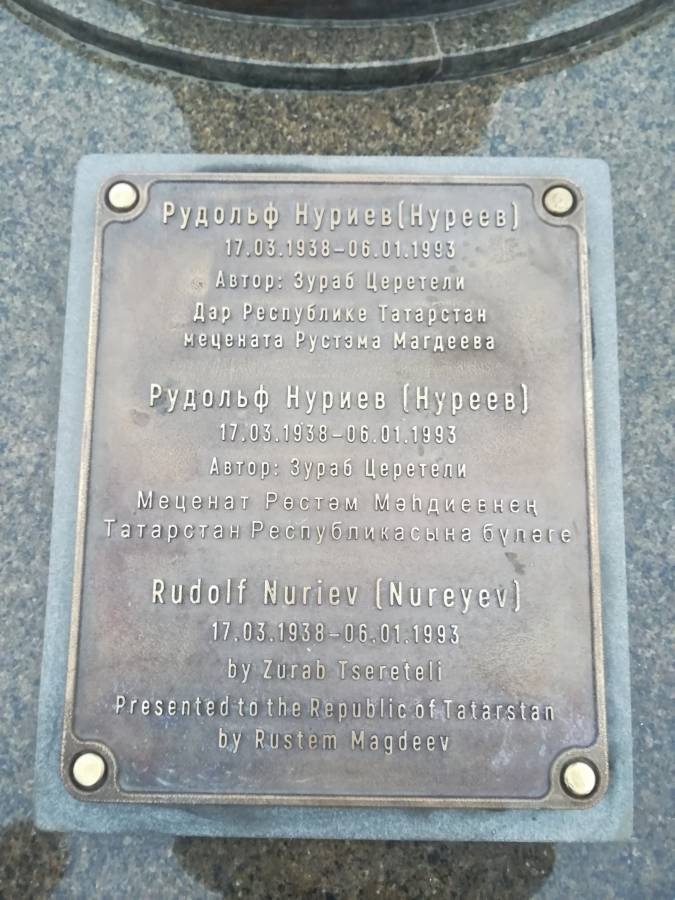 Рудольф Нуриев(Нуреев)
17.03.1938–06.01.1993
Автор: Зураб Церетели
Дар Республике Татарстан
мецената Рустэма Магдеева
Рудольф Нуриев (Нуреев)
17.03.1938–06.01.1993
Автор: Зураб Церетели
Меценат Рөстәм Мәһдиевнең
Татарстан Республикасына бүләге
Rudolf Nuriev (Nureyev)
17.03.1938–06.01.1993
by Zurab Tsereteli
Presented to the Republic of Tatarstan
by Rustem Magdeev